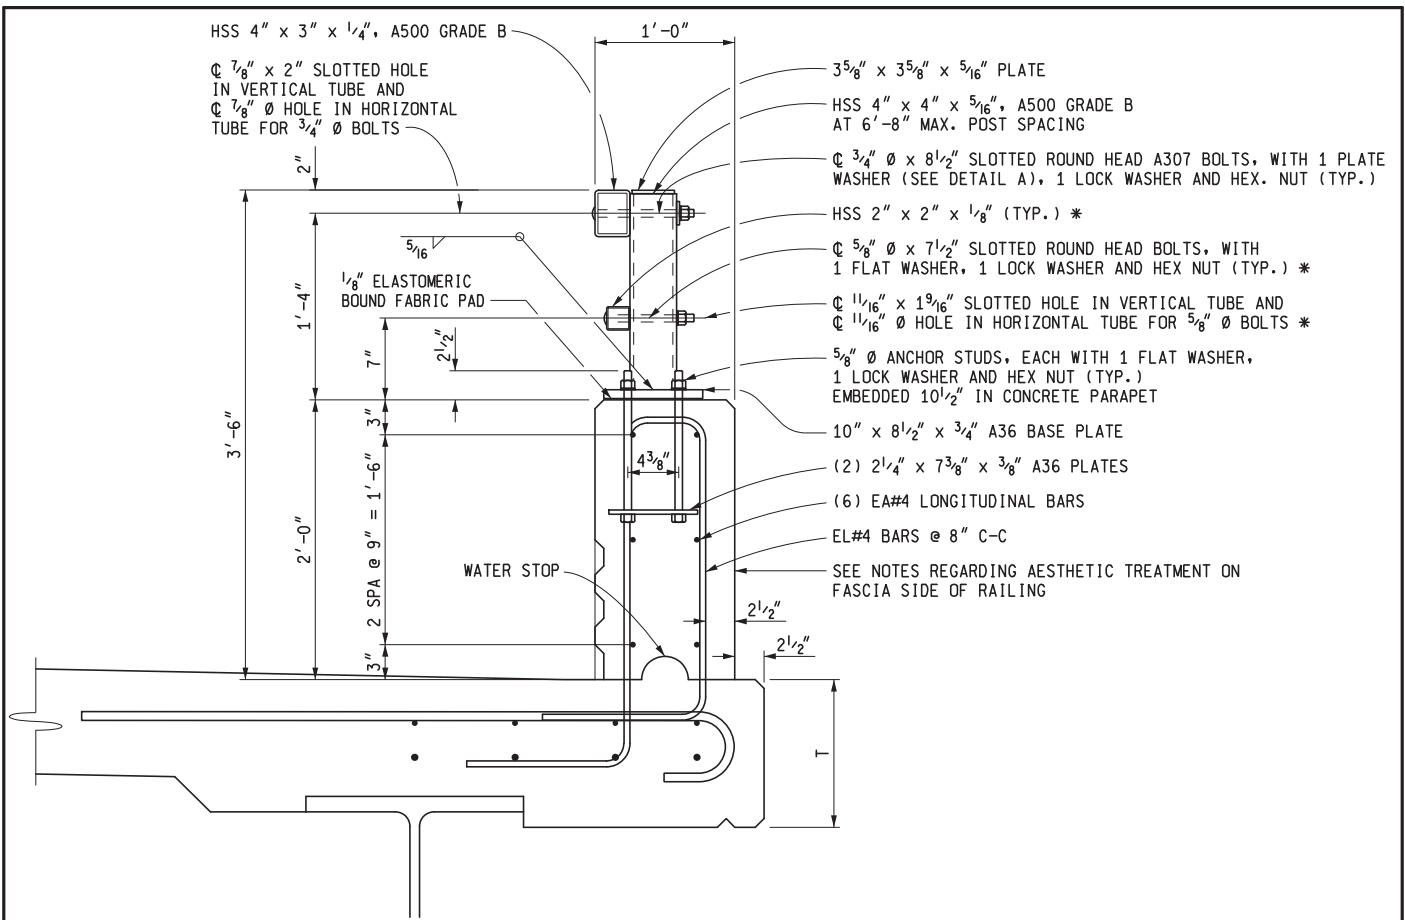 HSS 4" x 3" x 1/4", A500 GRADE B
℄ 7/8" x 2" SLOTTED HOLE
IN VERTICAL TUBE AND
℄ 7/8" Ø HOLE IN HORIZONTAL
TUBE FOR 3/4" Ø BOLTS
1'-0"
3 5/8" x 3 5/8" x 5/16" PLATE
HSS 4" x 4" x 5/16", A500 GRADE B
AT 6'-8" MAX. POST SPACING
℄ 3/4" Ø x 8 1/2" SLOTTED ROUND HEAD A307 BOLTS, WITH 1 PLATE
WASHER (SEE DETAIL A), 1 LOCK WASHER AND HEX. NUT (TYP.)
HSS 2" x 2" x 1/8" (TYP.) *
℄ 5/8" Ø x 7 1/2" SLOTTED ROUND HEAD BOLTS, WITH
1 FLAT WASHER, 1 LOCK WASHER AND HEX NUT (TYP.) *
℄ 11/16" x 1 9/16" SLOTTED HOLE IN VERTICAL TUBE AND
℄ 11/16" Ø HOLE IN HORIZONTAL TUBE FOR 5/8" Ø BOLTS *
5/8" Ø ANCHOR STUDS, EACH WITH 1 FLAT WASHER,
1 LOCK WASHER AND HEX NUT (TYP.)
EMBEDDED 10 1/2" IN CONCRETE PARAPET
10" x 8 1/2" x 3/4" A36 BASE PLATE
(2) 2 1/4" x 7 3/8" x 3/8" A36 PLATES
(6) EA#4 LONGITUDINAL BARS
EL#4 BARS @ 8" C-C
SEE NOTES REGARDING AESTHETIC TREATMENT ON
FASCIA SIDE OF RAILING
2"
5/16
1/8" ELASTOMERIC
BOUND FABRIC PAD
1'-4"
7"
2 1/2"
3'-6"
3"
4 3/8"
2'-0"
2 SPA @ 9" = 1'-6"
WATER STOP
3"
2 1/2"
2 1/2"
T